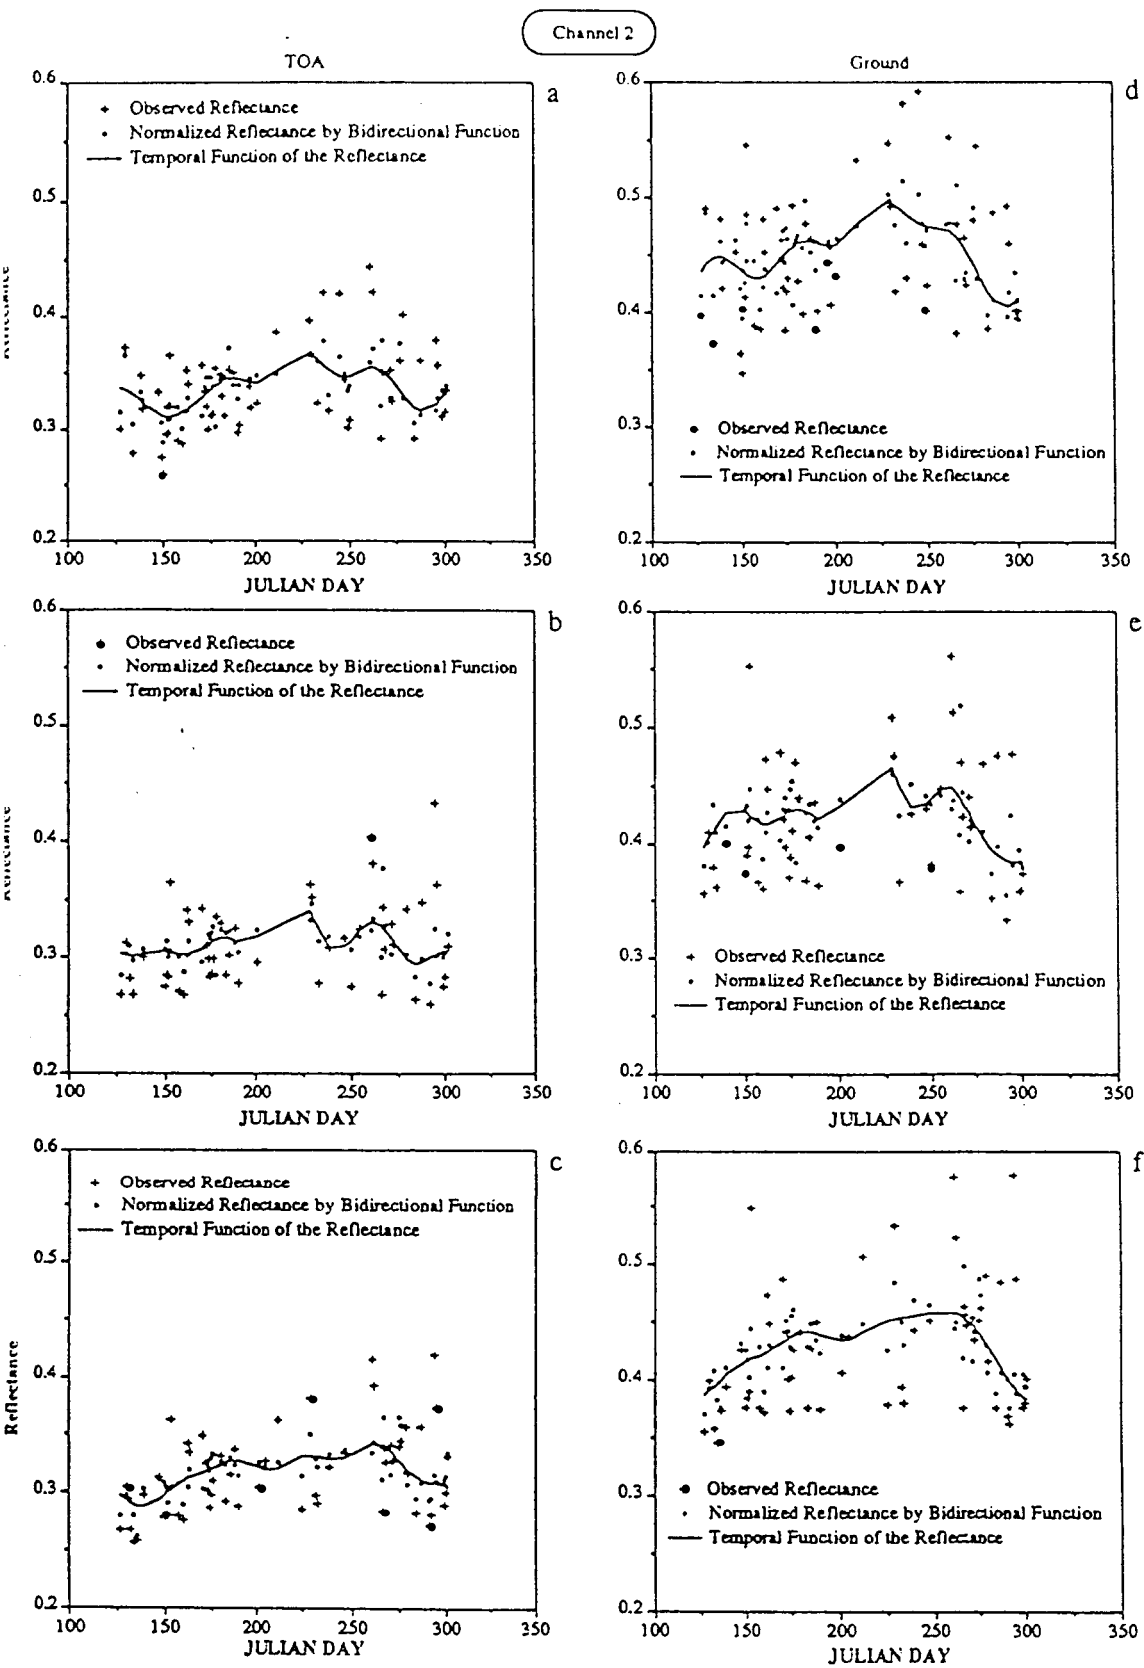 Channel 2
TOA
Ground
0.6
0.5
0.4
0.3
0.2
a
Observed Reflectance
Normalized Reflectance by Bidirectional Function
Temporal Function of the Reflectance
100 150 200 250 300 350
JULIAN DAY
0.6
0.5
0.4
0.3
0.2
d
Observed Reflectance
Normalized Reflectance by Bidirectional Function
Temporal Function of the Reflectance
100 150 200 250 300 350
JULIAN DAY
0.6
0.5
0.4
0.3
0.2
b
Observed Reflectance
Normalized Reflectance by Bidirectional Function
Temporal Function of the Reflectance
100 150 200 250 300 350
JULIAN DAY
0.6
0.5
0.4
0.3
0.2
e
Observed Reflectance
Normalized Reflectance by Bidirectional Function
Temporal Function of the Reflectance
100 150 200 250 300 350
JULIAN DAY
Reflectance
0.6
0.5
0.4
0.3
0.2
c
Observed Reflectance
Normalized Reflectance by Bidirectional Function
Temporal Function of the Reflectance
100 150 200 250 300 350
JULIAN DAY
0.6
0.5
0.4
0.3
0.2
f
Observed Reflectance
Normalized Reflectance by Bidirectional Function
Temporal Function of the Reflectance
100 150 200 250 300 350
JULIAN DAY